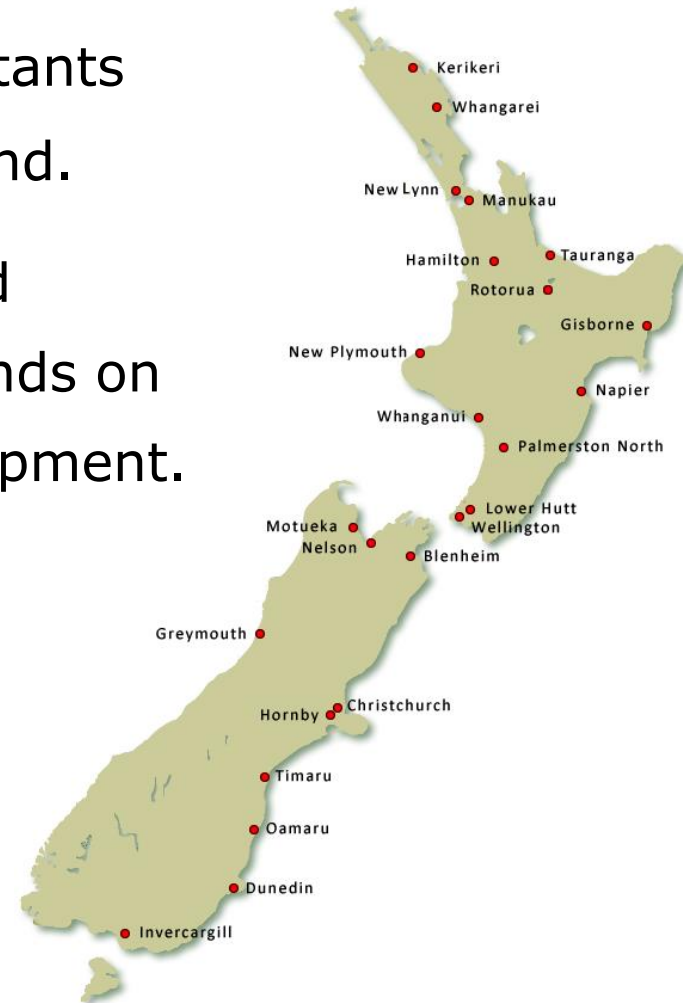 tants
nd.
d
nds on
pment.
Kerikeri
Whangarei
New Lynn
Manukau
Hamilton
Tauranga
Rotorua
Gisborne
New Plymouth
Napier
Whanganui
Palmerston North
Lower Hutt
Wellington
Motueka
Nelson
Blenheim
Greymouth
Christchurch
Hornby
Timaru
Oamaru
Dunedin
Invercargill